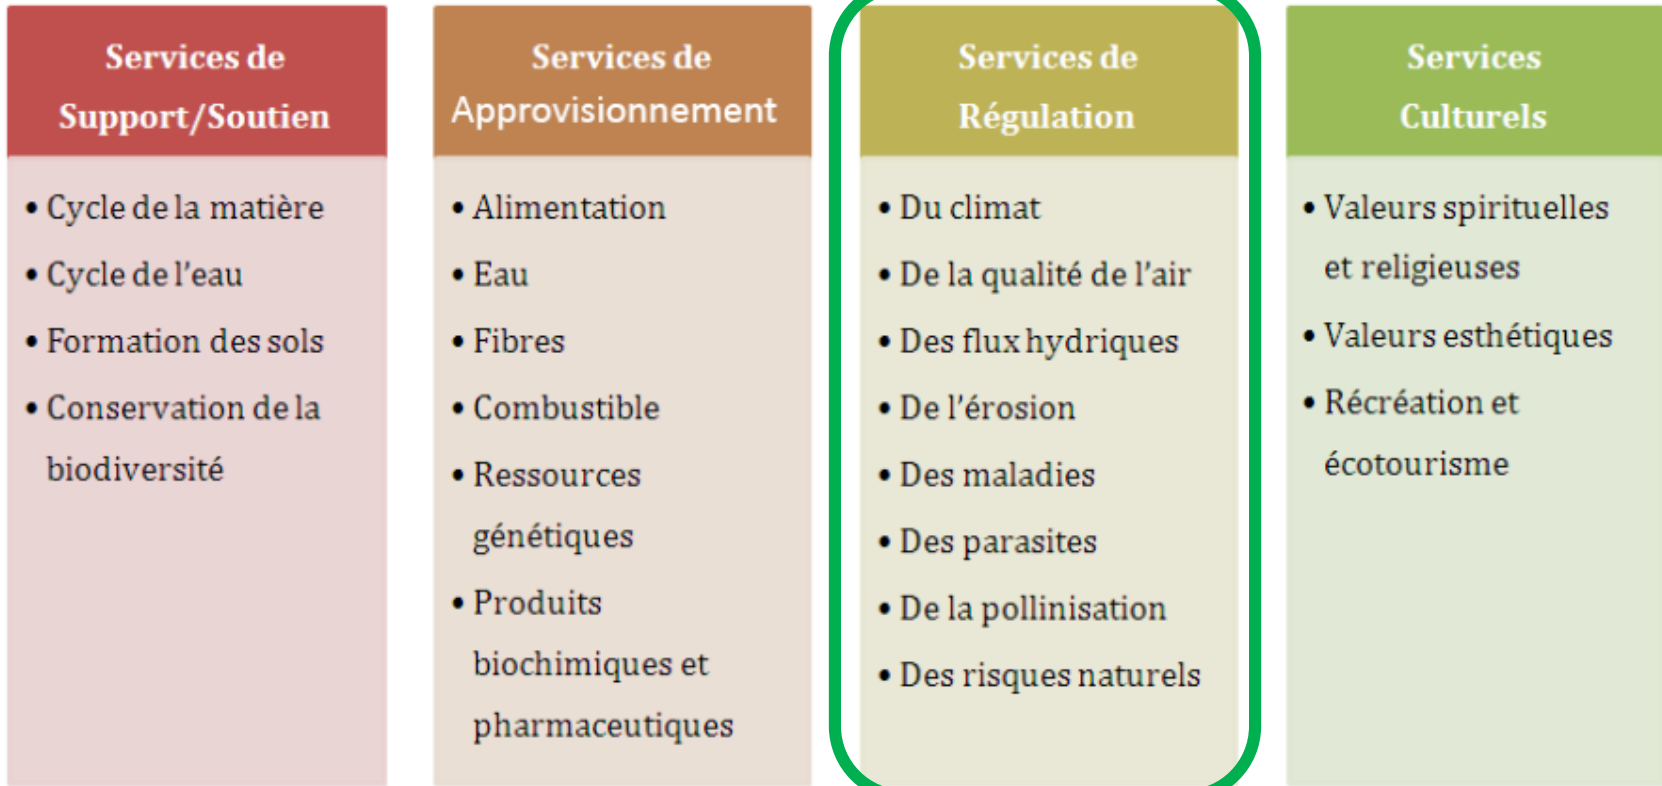 Services de
Support/Soutien
• Cycle de la matière
• Cycle de l'eau
• Formation des sols
• Conservation de la
biodiversité
Services de
Approvisionnement
• Alimentation
• Eau
• Fibres
• Combustible
• Ressources
génétiques
• Produits
biochimiques et
pharmaceutiques
Services de
Régulation
• Du climat
• De la qualité de l'air
• Des flux hydriques
• De l'érosion
• Des maladies
• Des parasites
• De la pollinisation
• Des risques naturels
Services
Culturels
• Valeurs spirituelles
et religieuses
• Valeurs esthétiques
• Récréation et
écotourisme